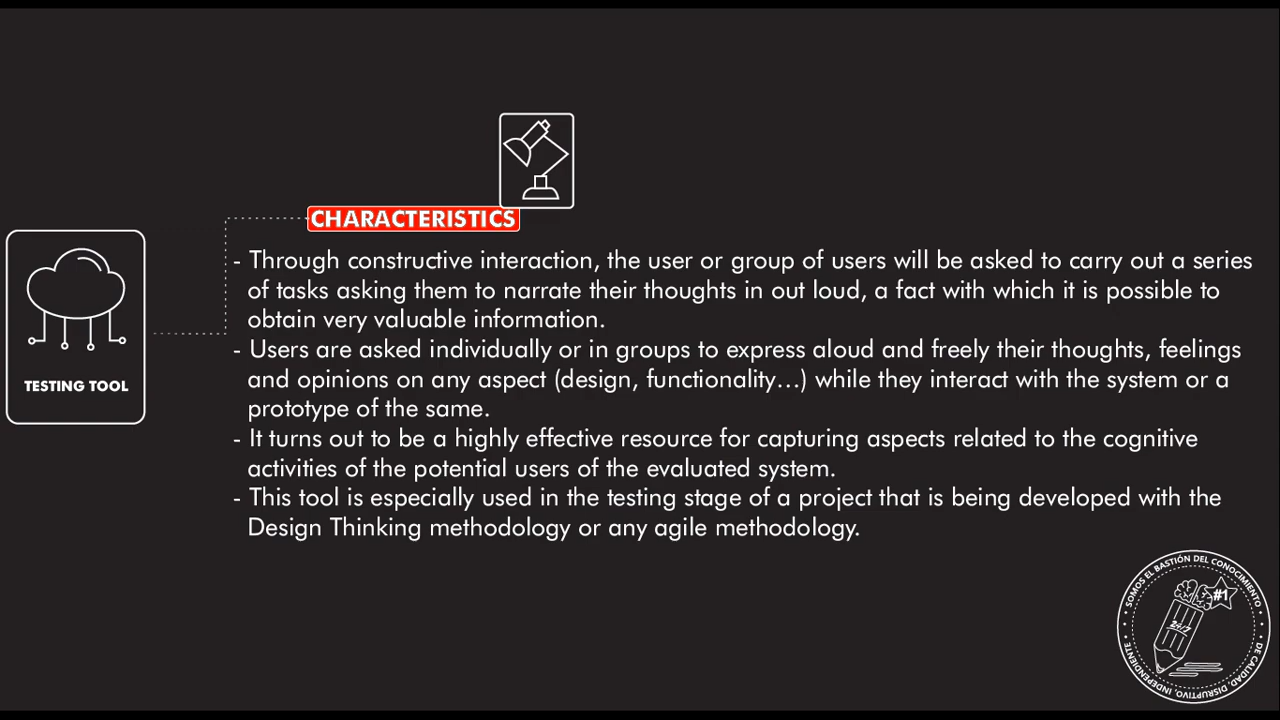 CHARACTERISTICS
- Through constructive interaction, the user or group of users will be asked to carry out a series
of tasks asking them to narrate their thoughts in out loud, a fact with which it is possible to
obtain very valuable information.
- Users are asked individually or in groups to express aloud and freely their thoughts, feelings
and opinions on any aspect (design, functionality...) while they interact with the system or a
prototype of the same.
- It turns out to be a highly effective resource for capturing aspects related to the cognitive
activities of the potential users of the evaluated system.
- This tool is especially used in the testing stage of a project that is being developed with the
Design Thinking methodology or any agile methodology.
TESTING TOOL
SOMOS EL BASTIÓN DEL CONOCIMIENTO
#1
24/7
DE CALIDAD, DISRUPTIVO, INDEPENDIENTE